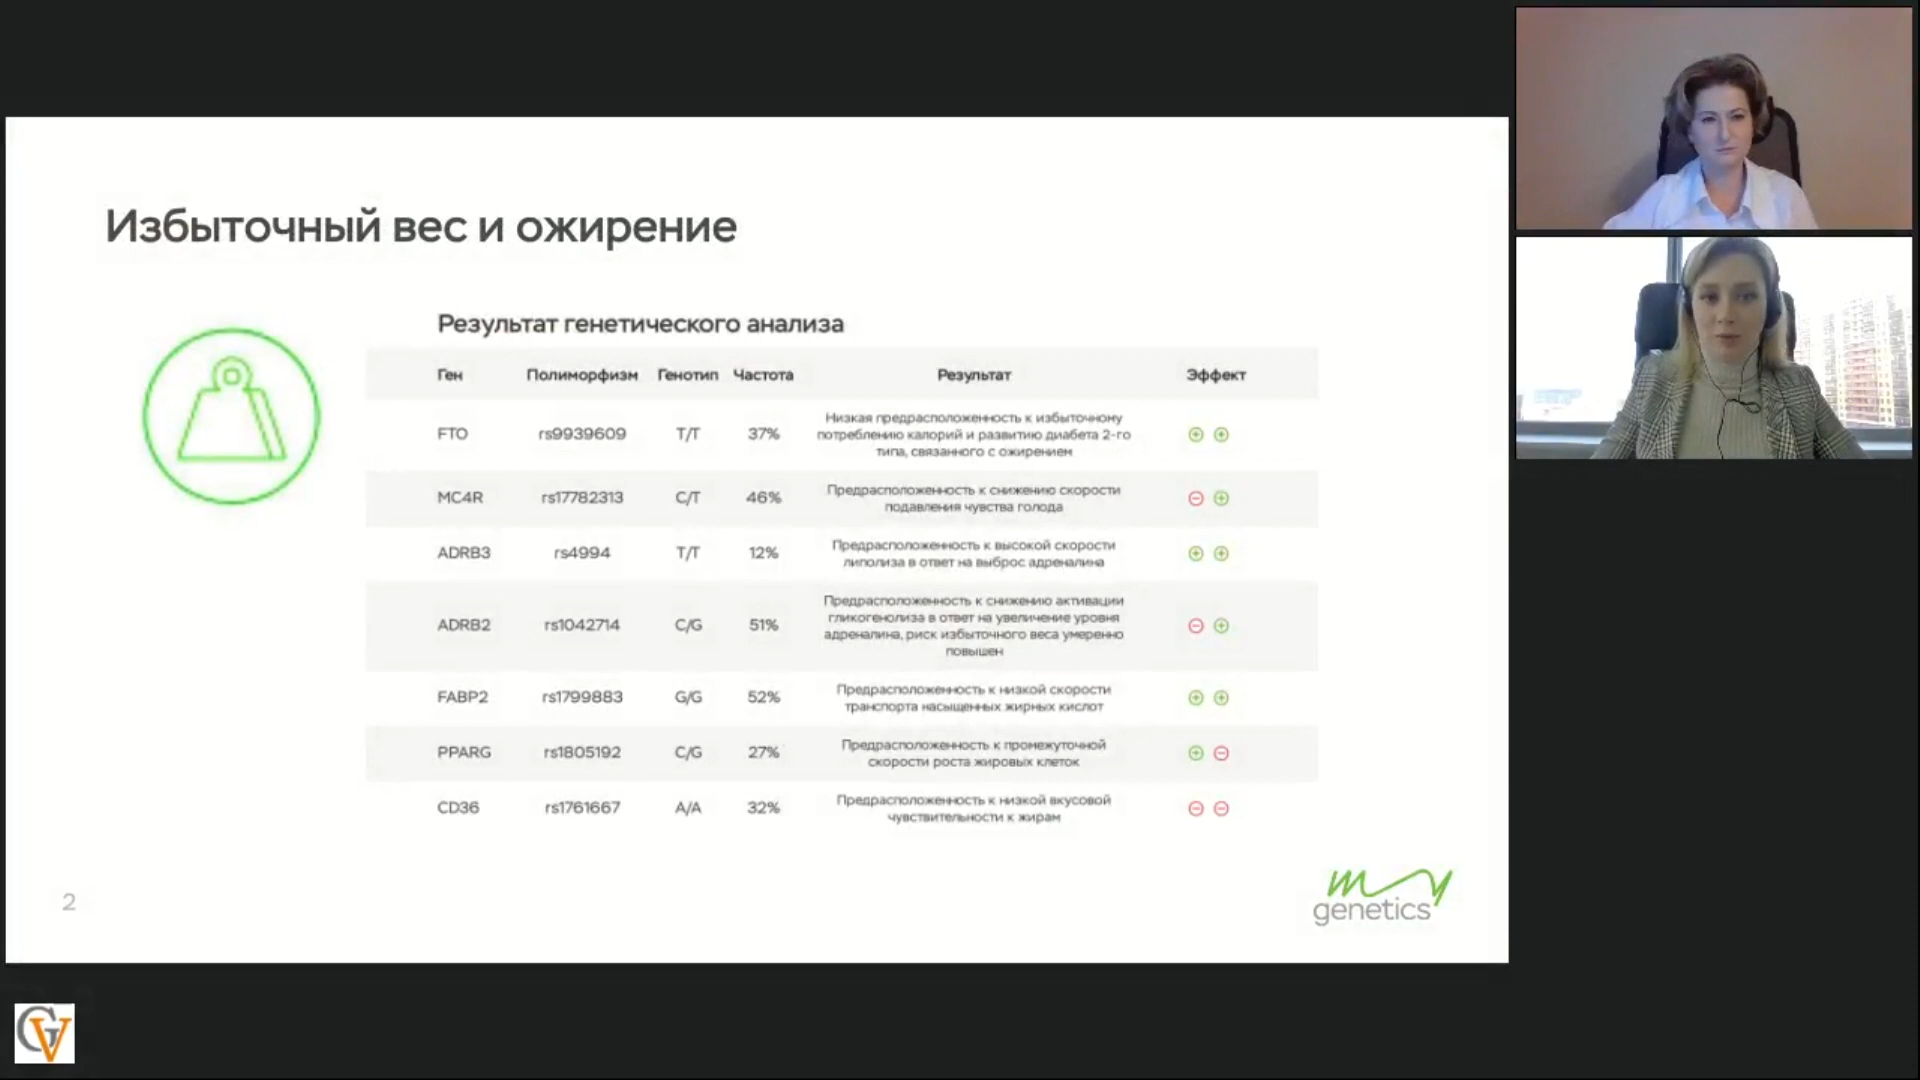 Избыточный вес и ожирение
Результат генетического анализа
Ген Полиморфизм Генотип Частота Результат Эффект
FTO rs9939609 T/T 37%
Низкая предрасположенность к избыточному
потреблению калорий и развитию диабета 2-го
типа, связанного с ожирением
MC4R rs17782313 C/T 46%
Предрасположенность к снижению скорости
подавления чувства голода
ADRB3 rs4994 T/T 12%
Предрасположенность к высокой скорости
липолиза в ответ на выброс адреналина
ADRB2 rs1042714 C/G 51%
Предрасположенность к снижению активации
гликогенолиза в ответ на увеличение уровня
адреналина, риск избыточного веса умеренно
повышен
FABP2 rs1799883 G/G 52%
Предрасположенность к низкой скорости
транспорта насыщенных жирных кислот
PPARG rs1805192 C/G 27%
Предрасположенность к промежуточной
скорости роста жировых клеток
CD36 rs1761667 A/A 32%
Предрасположенность к низкой вкусовой
чувствительности к жирам
2
my
genetics
GV